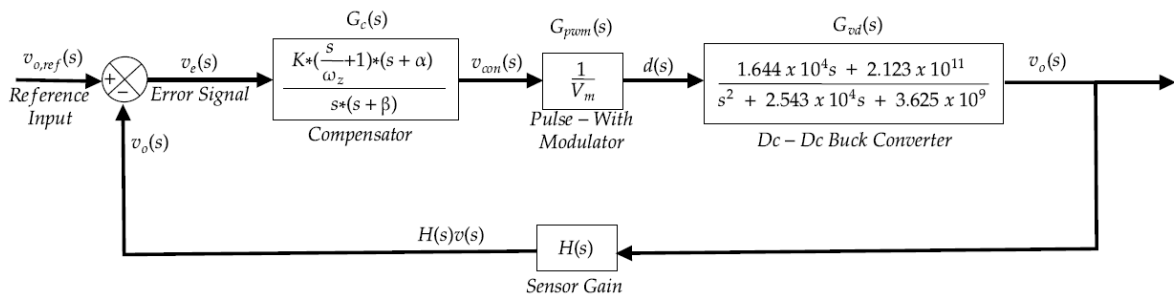 G_c(s)
G_pwm(s)
G_vd(s)
v_o,ref(s)
v_e(s)
K*(s/ω_z+1)*(s + α)
s*(s + β)
v_con(s)
1
V_m
d(s)
1.644 x 10^4s + 2.123 x 10^11
s^2 + 2.543 x 10^4s + 3.625 x 10^9
v_o(s)
+
−
Reference
Input
Error Signal
Compensator
Pulse − With
Modulator
Dc − Dc Buck Converter
v_o(s)
H(s)v(s)
H(s)
Sensor Gain